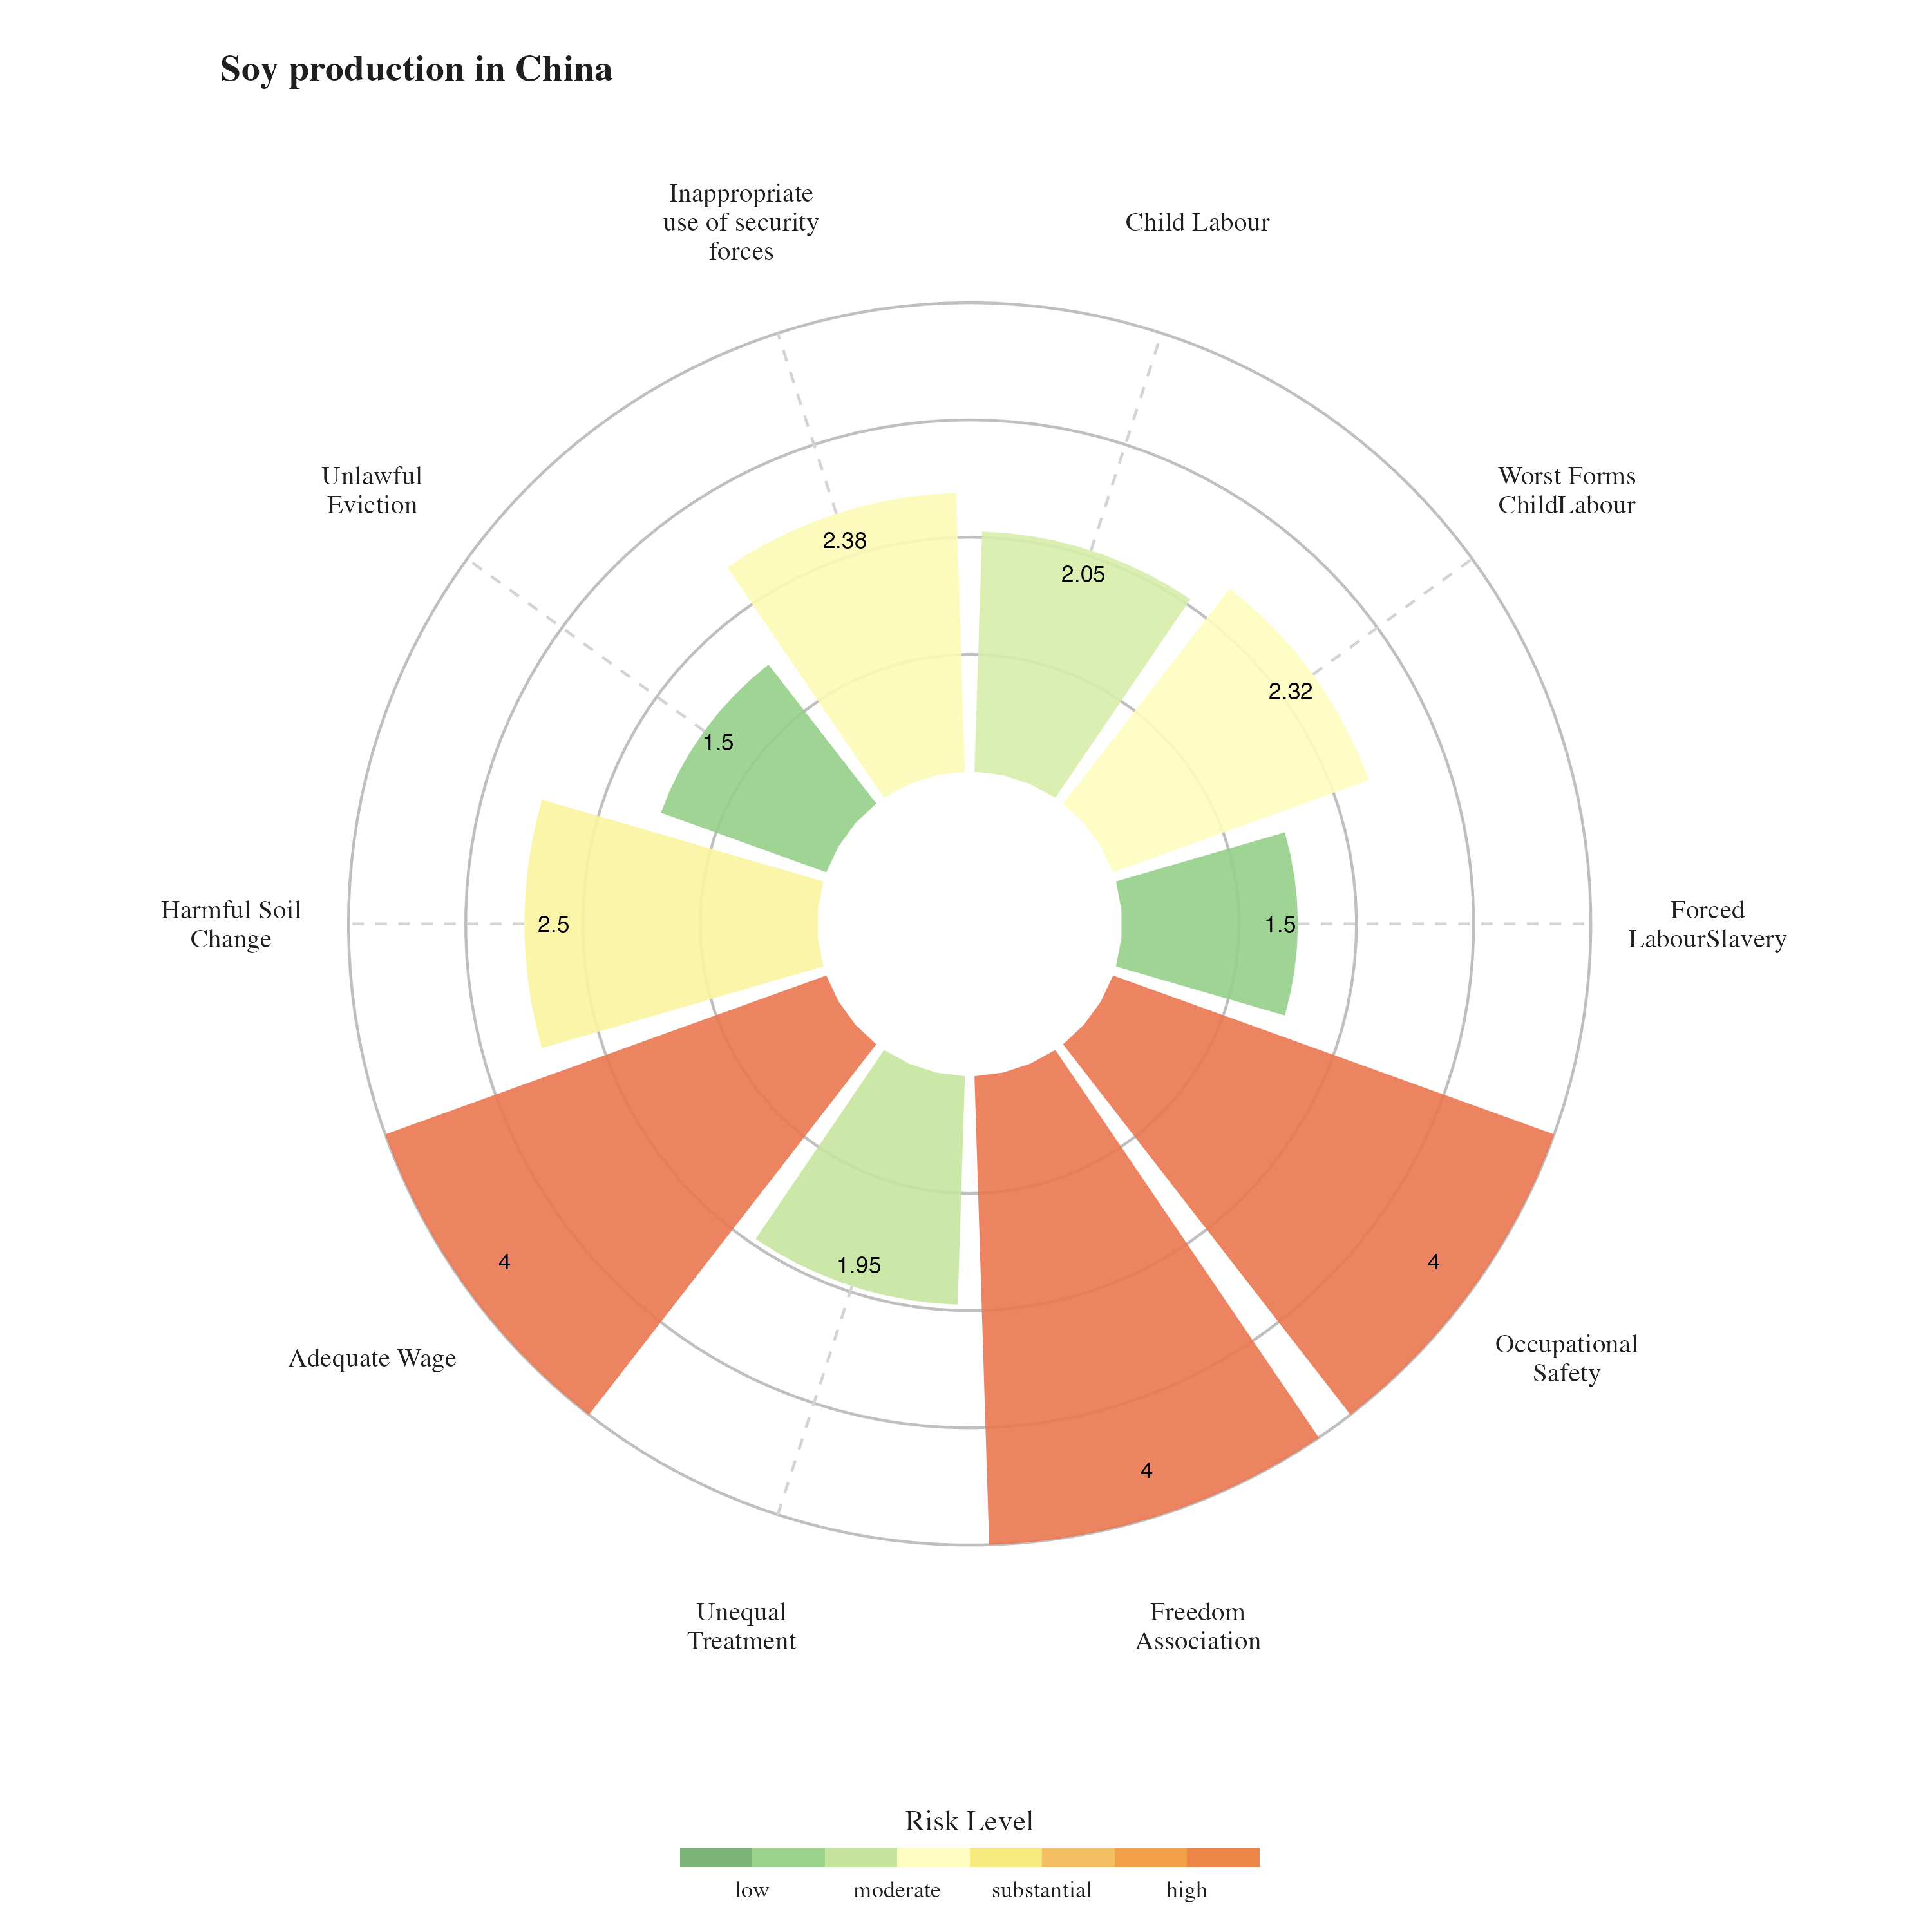 Soy production in China
Inappropriate
use of security
forces
Child Labour
Unlawful
Eviction
Worst Forms
ChildLabour
2.38
2.05
2.32
1.5
Harmful Soil
Change
2.5
1.5
Forced
LabourSlavery
4
1.95
4
Adequate Wage
Occupational
Safety
4
Unequal
Treatment
Freedom
Association
Risk Level
low
moderate
substantial
high